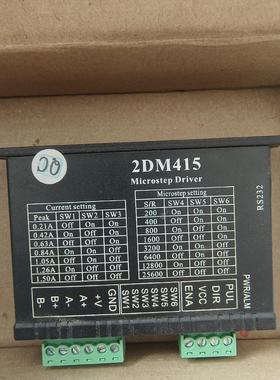 QC
2DM415
Microstep Driver
Current setting
Peak SW1 SW2 SW3
0.21A Off On On
0.42A On Off On
0.63A Off Off On
0.84A On On Off
1.05A Off On Off
1.26A On Off Off
1.50A Off Off Off
Microstep setting
S/R SW4 SW5 SW6
200 On On On
400 Off On On
800 On Off On
1600 Off Off On
3200 On On Off
6400 Off On Off
12800 On Off Off
25600 Off Off Off
RS232
PWR/ALM
B-
B+
A-
A+
+V
GND
SW1
SW2
SW3
SW4
SW5
SW6
ENA
VCC
DIR
PUL